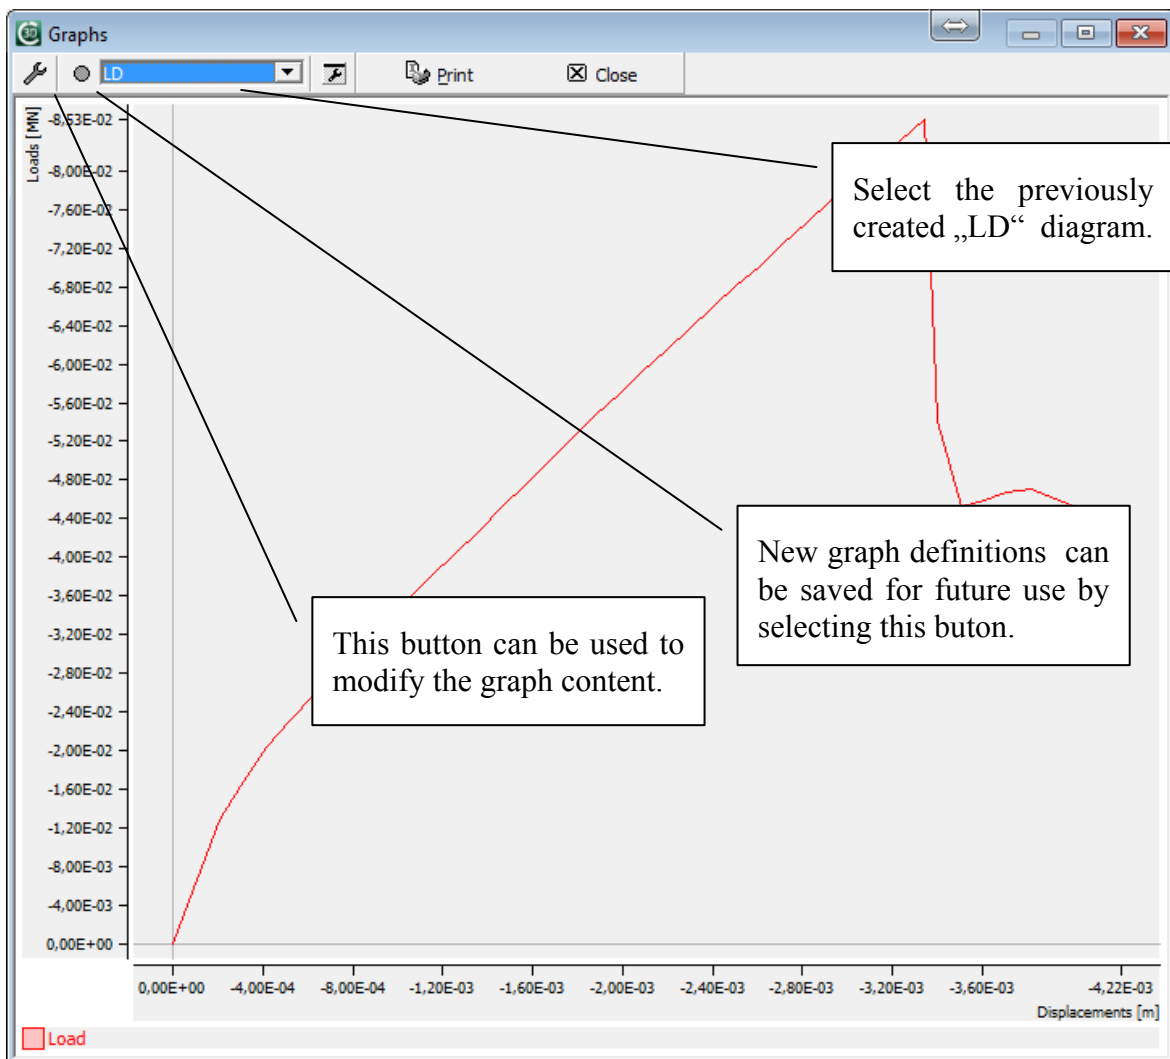 Graphs
LD
Print
Close
Loads [MN]
-8,53E-02
-8,00E-02
-7,60E-02
-7,20E-02
-6,80E-02
-6,40E-02
-6,00E-02
-5,60E-02
-5,20E-02
-4,80E-02
-4,40E-02
-4,00E-02
-3,60E-02
-3,20E-02
-2,80E-02
-2,40E-02
-2,00E-02
-1,60E-02
-1,20E-02
-8,00E-03
-4,00E-03
0,00E+00
Select the previously
created „LD“ diagram.
New graph definitions can
be saved for future use by
selecting this buton.
This button can be used to
modify the graph content.
0,00E+00 -4,00E-04 -8,00E-04 -1,20E-03 -1,60E-03 -2,00E-03 -2,40E-03 -2,80E-03 -3,20E-03 -3,60E-03 -4,22E-03
Displacements [m]
Load